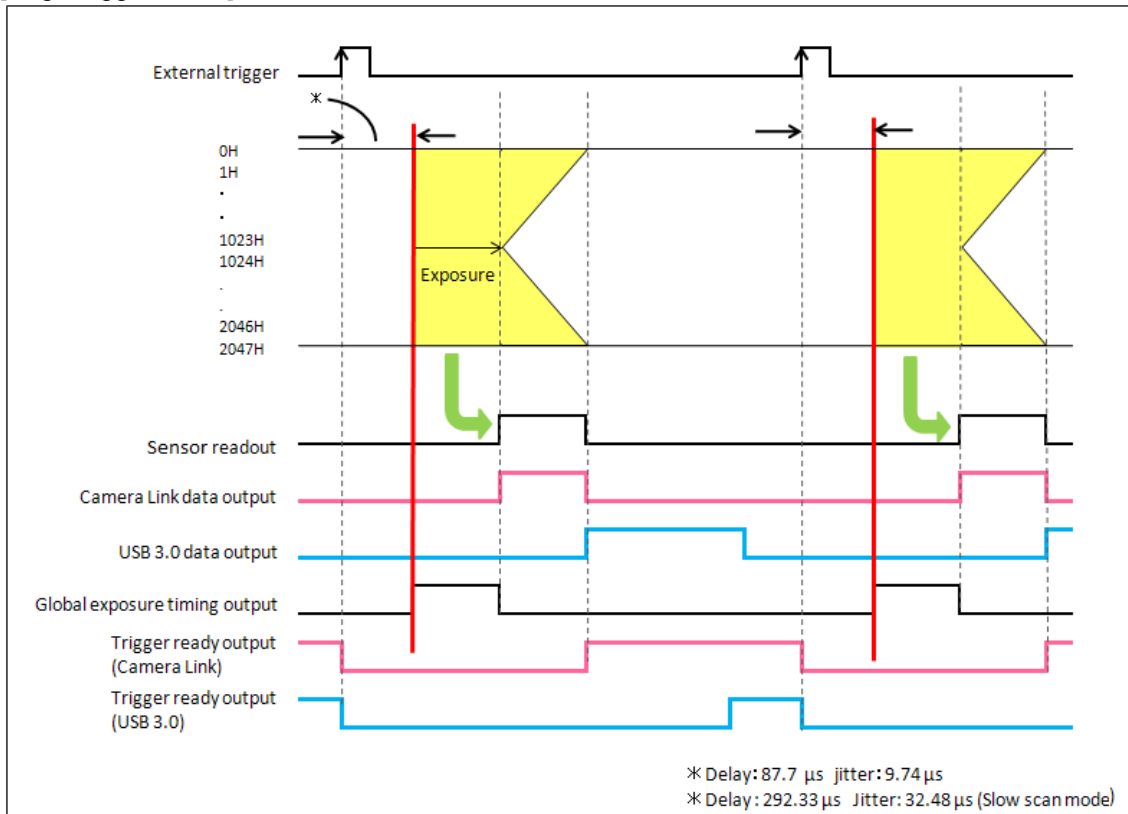 External trigger
*
0H
1H
.
.
1023H
1024H
.
.
2046H
2047H
Exposure
Sensor readout
Camera Link data output
USB 3.0 data output
Global exposure timing output
Trigger ready output
(Camera Link)
Trigger ready output
(USB 3.0)
* Delay: 87.7 μs jitter: 9.74 μs
* Delay : 292.33 μs Jitter: 32.48 μs (Slow scan mode)